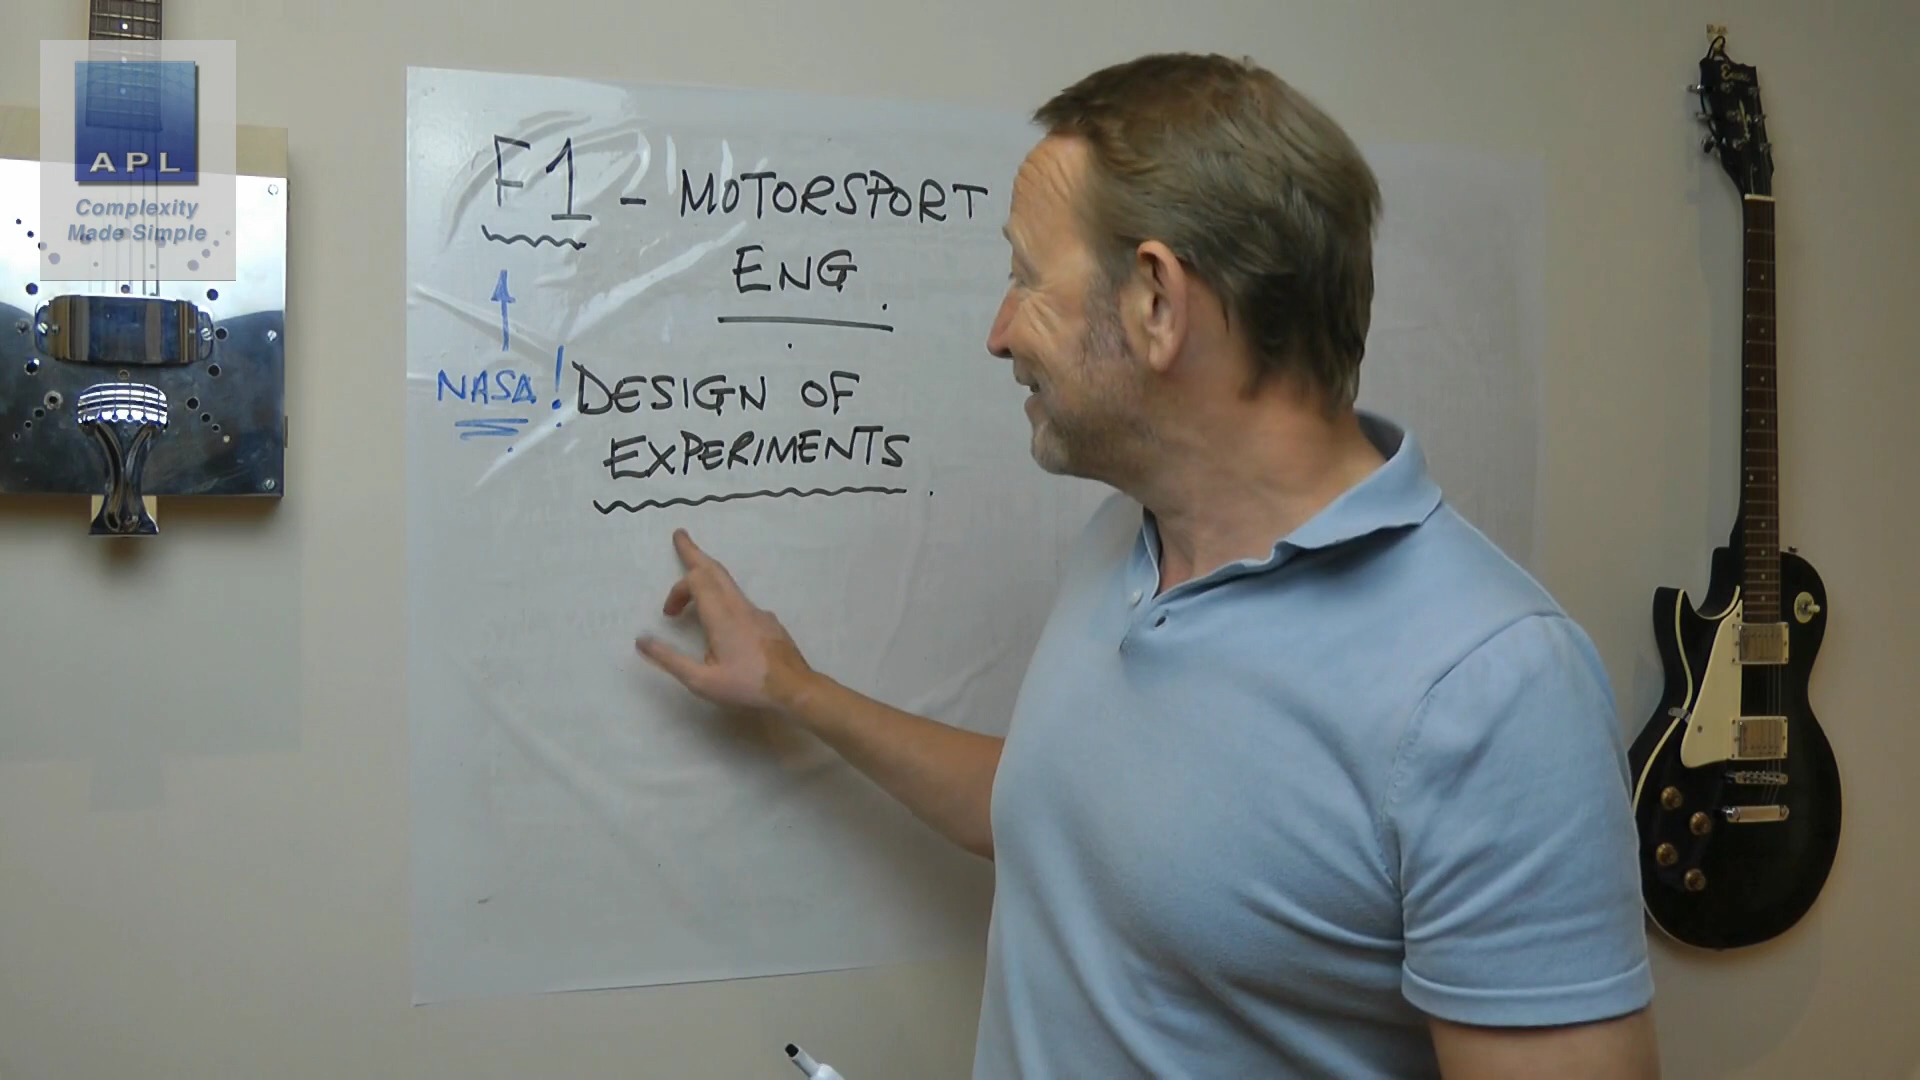 APL
Complexity
Made Simple
F1 - MOTORSPORT
ENG.
NASA!
DESIGN OF
EXPERIMENTS.